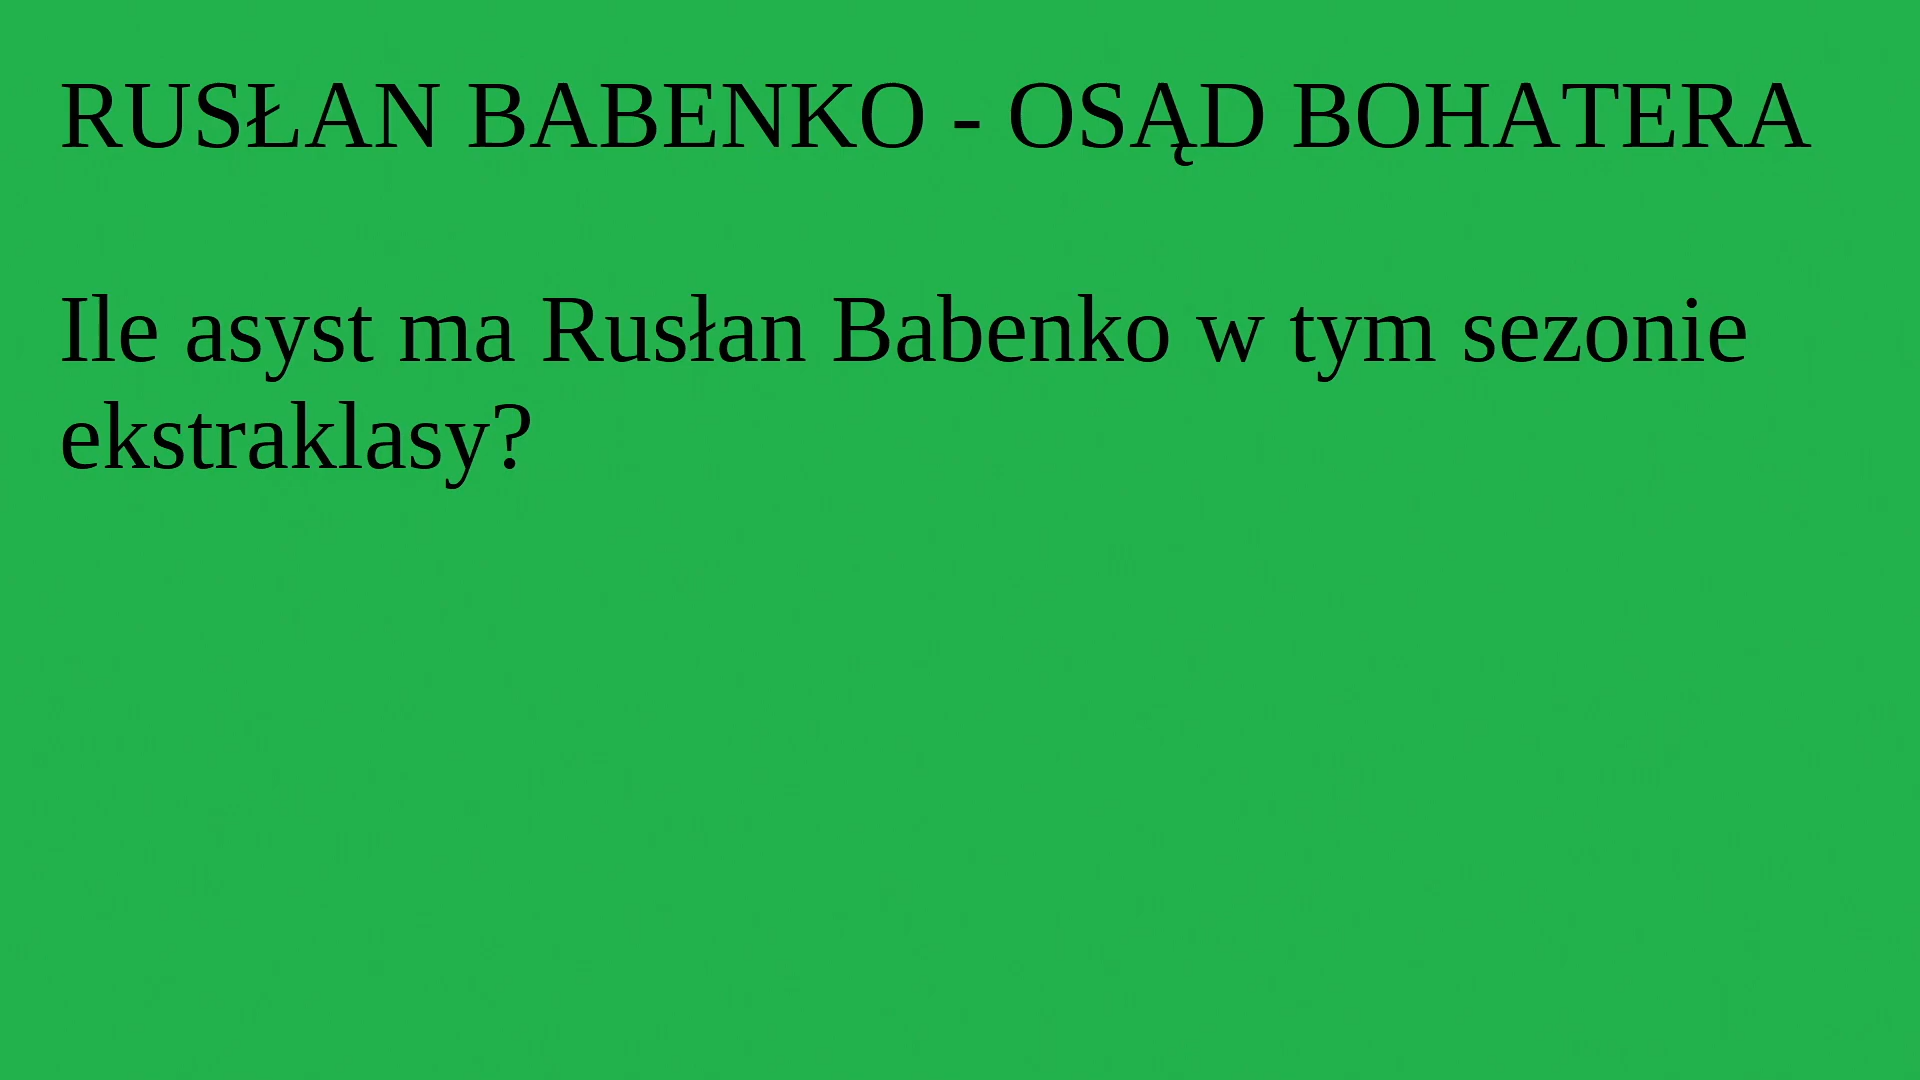 RUSŁAN BABENKO - OSĄD BOHATERA
Ile asyst ma Rusłan Babenko w tym sezonie
ekstraklasy?